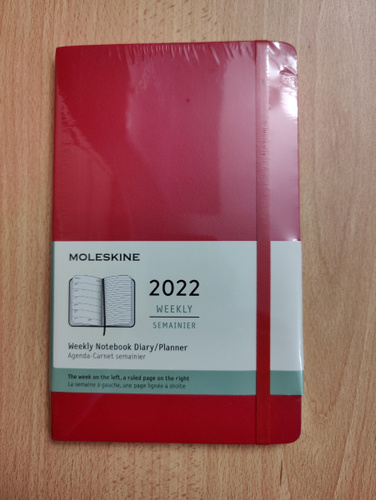 MOLESKINE
2022
WEEKLY
SEMAINIER
Weekly Notebook Diary/Planner
Agenda-Carnet semainier
The week on the left, a ruled page on the right
La semaine à gauche, une page lignée à droite